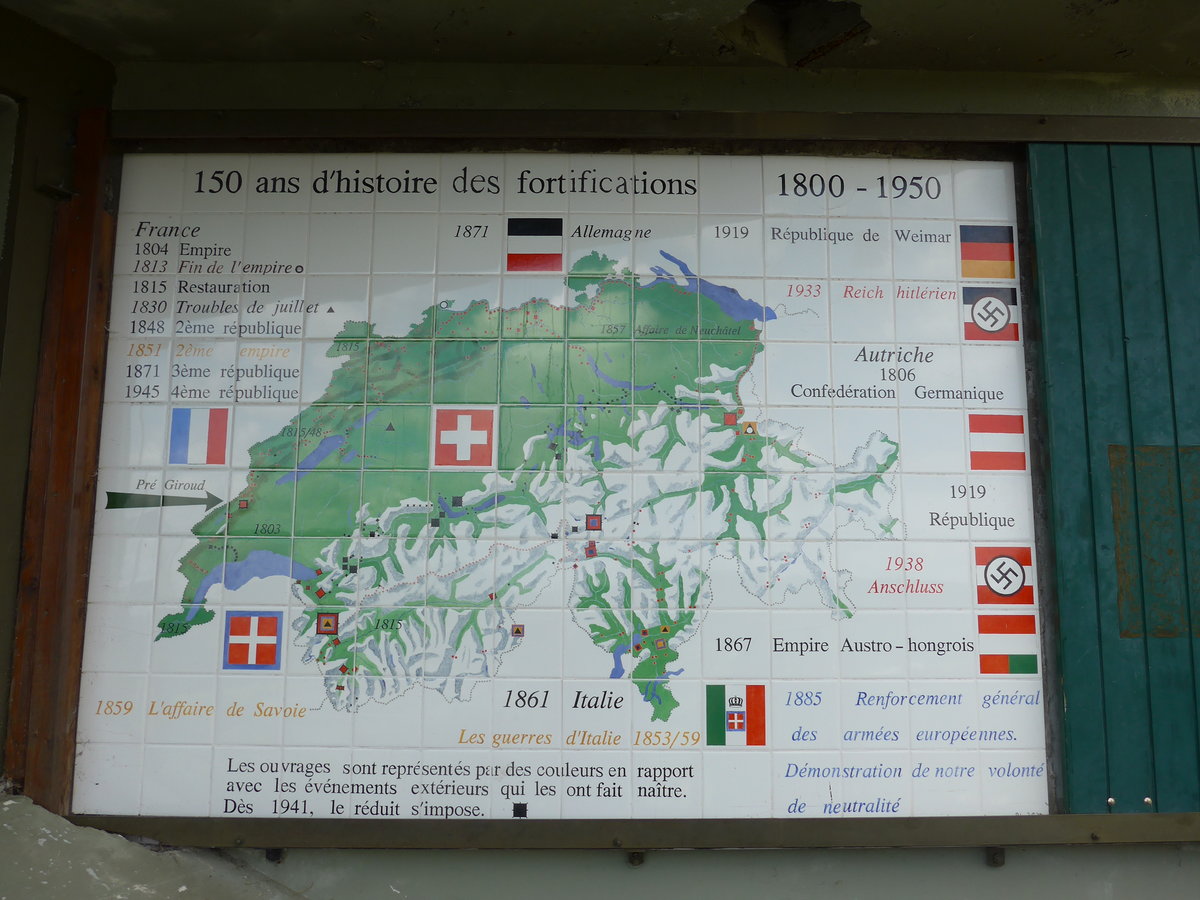 150 ans d'histoire des fortifications 1800 - 1950
France
1804 Empire
1813 Fin de l'empire
1815 Restauration
1830 Troubles de juillet
1848 2ème république
1851 2ème empire
1871 3ème république
1945 4ème république
1871 Allemagne
1919 République de Weimar
1933 Reich hitlérien
1857 Affaire de Neuchâtel
1815
Autriche
1806
Confédération Germanique
1815/48
Pré Giroud
1803
1919
République
1938
Anschluss
1815
1815
1867 Empire Austro-hongrois
1859 L'affaire de Savoie
1861 Italie
Les guerres d'Italie 1853/59
1885 Renforcement général
des armées européennes.
Démonstration de notre volonté
de neutralité
Les ouvrages sont représentés par des couleurs en rapport
avec les événements extérieurs qui les ont fait naître.
Dès 1941, le réduit s'impose.